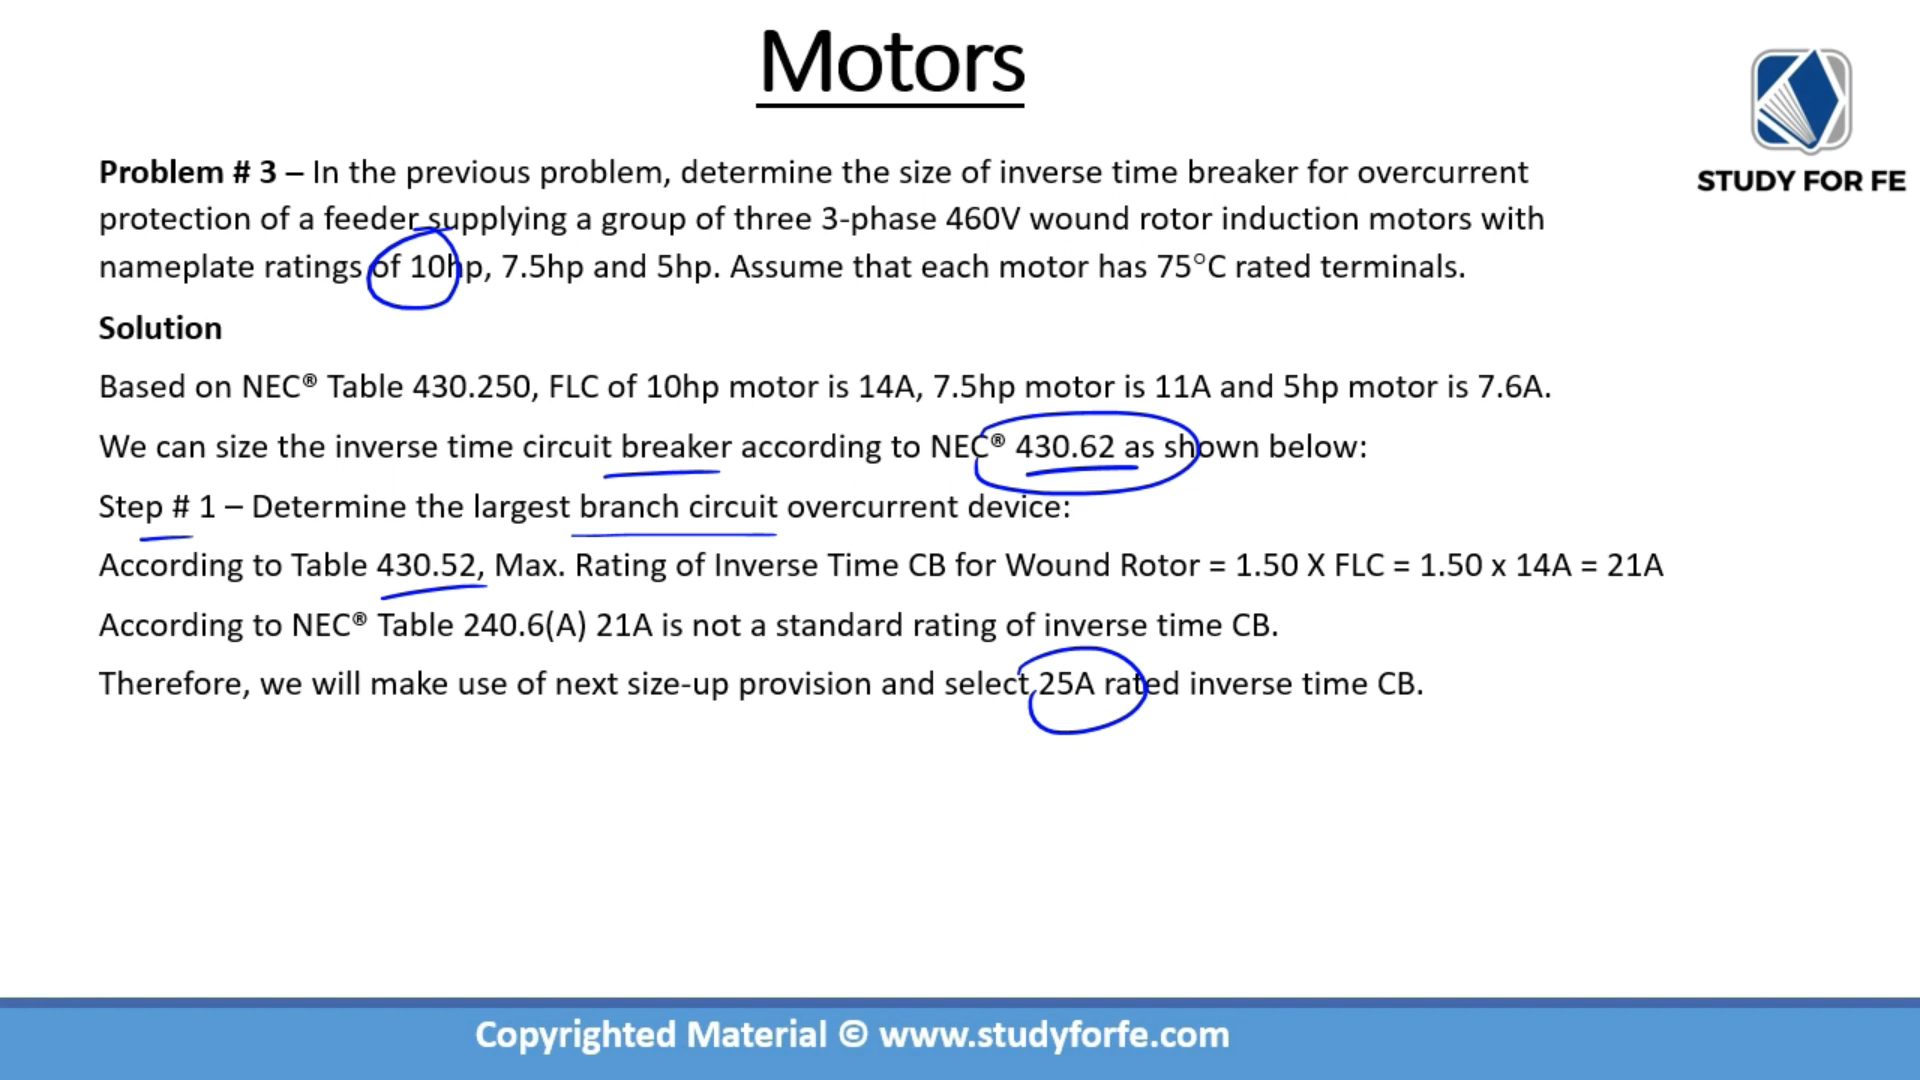 Motors
STUDY FOR FE
Problem # 3 – In the previous problem, determine the size of inverse time breaker for overcurrent
protection of a feeder supplying a group of three 3-phase 460V wound rotor induction motors with
nameplate ratings of 10hp, 7.5hp and 5hp. Assume that each motor has 75°C rated terminals.
Solution
Based on NEC® Table 430.250, FLC of 10hp motor is 14A, 7.5hp motor is 11A and 5hp motor is 7.6A.
We can size the inverse time circuit breaker according to NEC® 430.62 as shown below:
Step # 1 – Determine the largest branch circuit overcurrent device:
According to Table 430.52, Max. Rating of Inverse Time CB for Wound Rotor = 1.50 X FLC = 1.50 x 14A = 21A
According to NEC® Table 240.6(A) 21A is not a standard rating of inverse time CB.
Therefore, we will make use of next size-up provision and select 25A rated inverse time CB.
Copyrighted Material © www.studyforfe.com